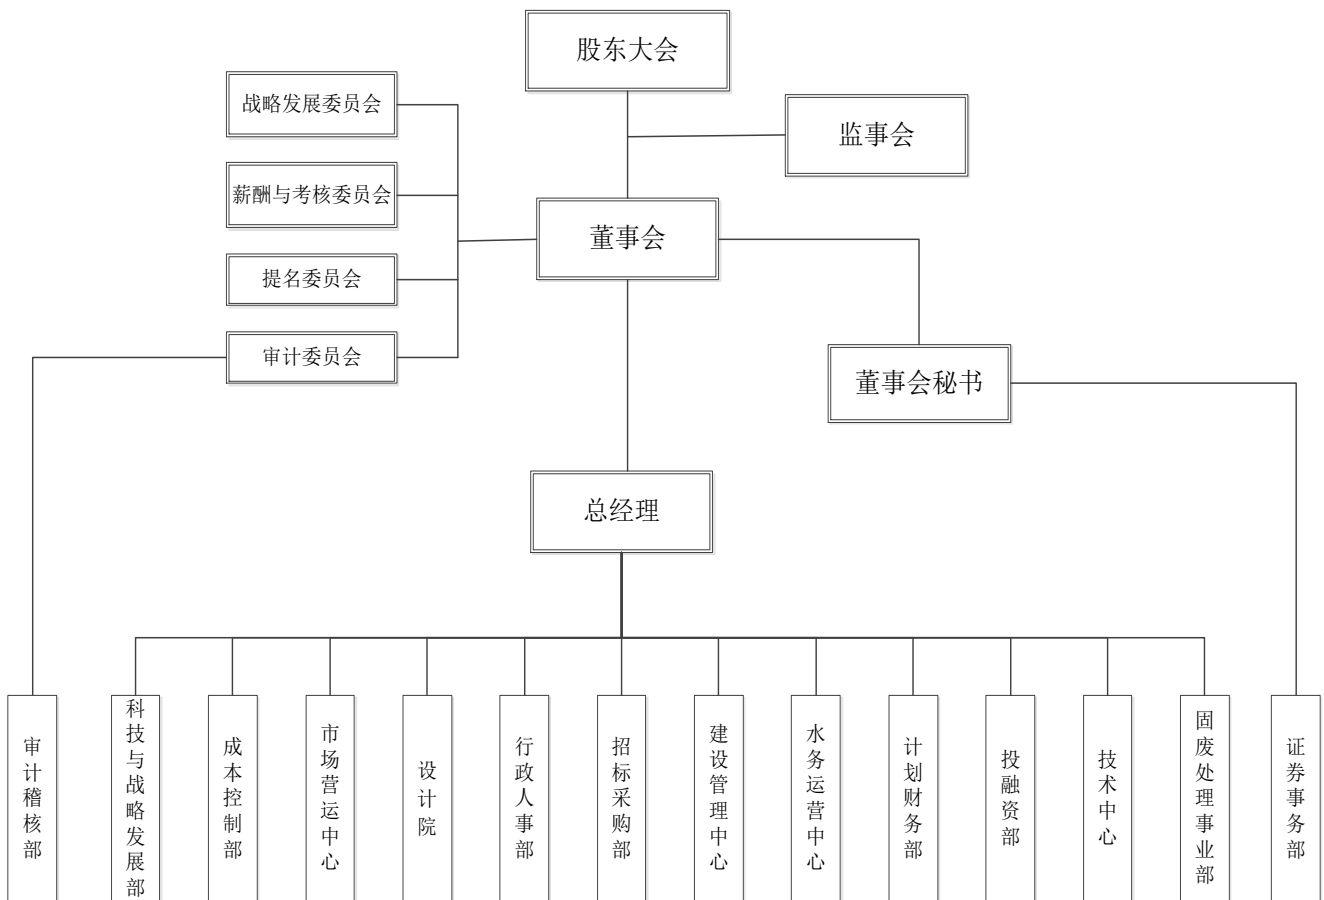 股东大会
战略发展委员会
监事会
薪酬与考核委员会
董事会
提名委员会
审计委员会
董事会秘书
总经理
审计稽核部
科技与战略发展部
成本控制部
市场营运中心
设计院
行政人事部
招标采购部
建设管理中心
水务运营中心
计划财务部
投融资部
技术中心
固废处理事业部
证券事务部